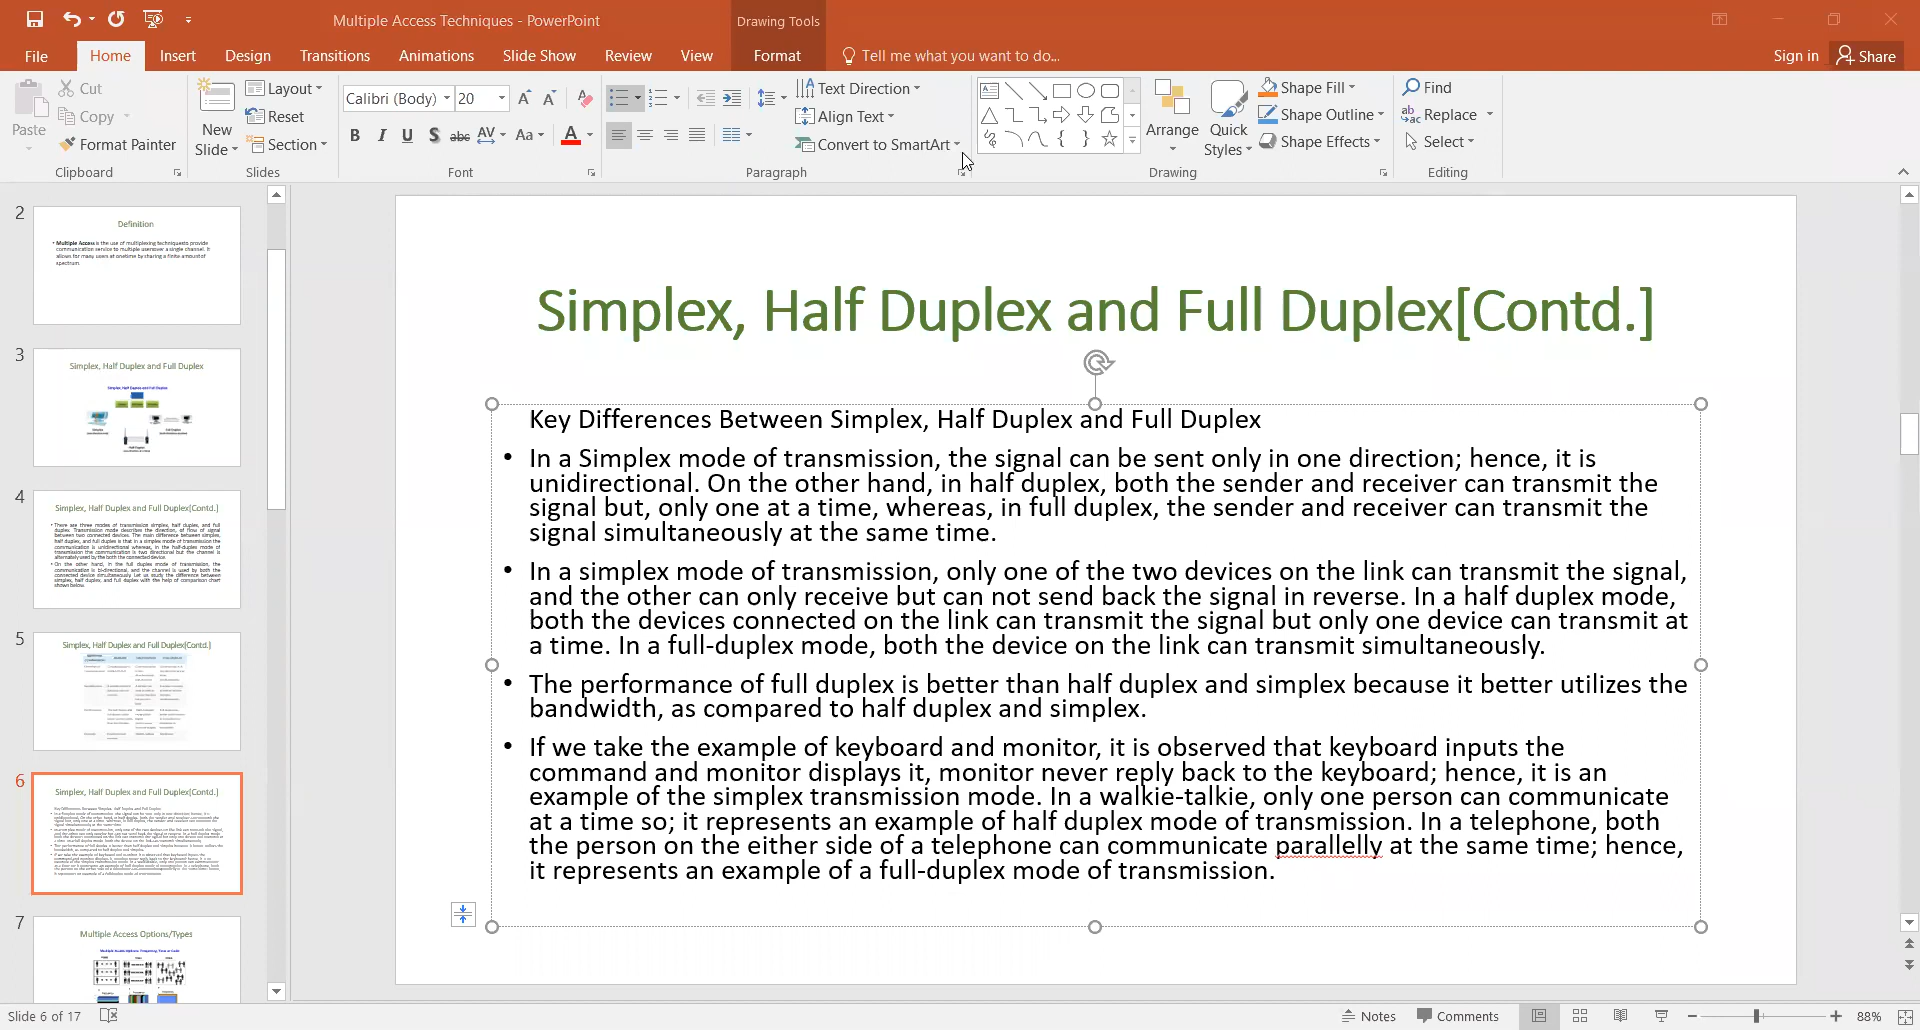 Multiple Access Techniques - PowerPoint
Drawing Tools
File
Home
Insert
Design
Transitions
Animations
Slide Show
Review
View
Format
Tell me what you want to do...
Sign in
Share
Paste
Cut
Copy
Format Painter
Clipboard
New
Slide
Layout
Reset
Section
Slides
Calibri (Body)
20
B I U S abc AV Aa A
Font
Text Direction
Align Text
Convert to SmartArt
Paragraph
Arrange
Quick
Styles
Shape Fill
Shape Outline
Shape Effects
Drawing
Find
Replace
Select
Editing
2
Definition
3
Simplex, Half Duplex and Full Duplex
4
Simplex, Half Duplex and Full Duplex[Contd.]
5
Simplex, Half Duplex and Full Duplex[Contd.]
6
Simplex, Half Duplex and Full Duplex[Contd.]
7
Multiple Access Options/Types
Simplex, Half Duplex and Full Duplex[Contd.]
Key Differences Between Simplex, Half Duplex and Full Duplex
• In a Simplex mode of transmission, the signal can be sent only in one direction; hence, it is
unidirectional. On the other hand, in half duplex, both the sender and receiver can transmit the
signal but, only one at a time, whereas, in full duplex, the sender and receiver can transmit the
signal simultaneously at the same time.
• In a simplex mode of transmission, only one of the two devices on the link can transmit the signal,
and the other can only receive but can not send back the signal in reverse. In a half duplex mode,
both the devices connected on the link can transmit the signal but only one device can transmit at
a time. In a full-duplex mode, both the device on the link can transmit simultaneously.
• The performance of full duplex is better than half duplex and simplex because it better utilizes the
bandwidth, as compared to half duplex and simplex.
• If we take the example of keyboard and monitor, it is observed that keyboard inputs the
command and monitor displays it, monitor never reply back to the keyboard; hence, it is an
example of the simplex transmission mode. In a walkie-talkie, only one person can communicate
at a time so; it represents an example of half duplex mode of transmission. In a telephone, both
the person on the either side of a telephone can communicate parallelly at the same time; hence,
it represents an example of a full-duplex mode of transmission.
Slide 6 of 17
Notes
Comments
88%